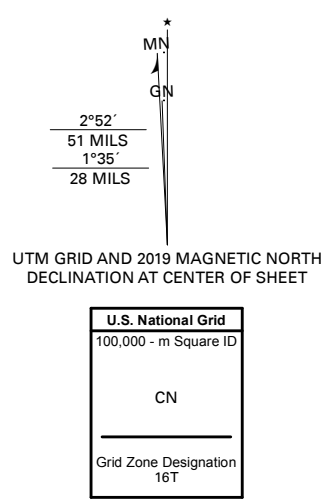 MN
GN
2°52´
51 MILS
1°35´
28 MILS
UTM GRID AND 2019 MAGNETIC NORTH
DECLINATION AT CENTER OF SHEET
U.S. National Grid
100,000 - m Square ID
CN
Grid Zone Designation
16T